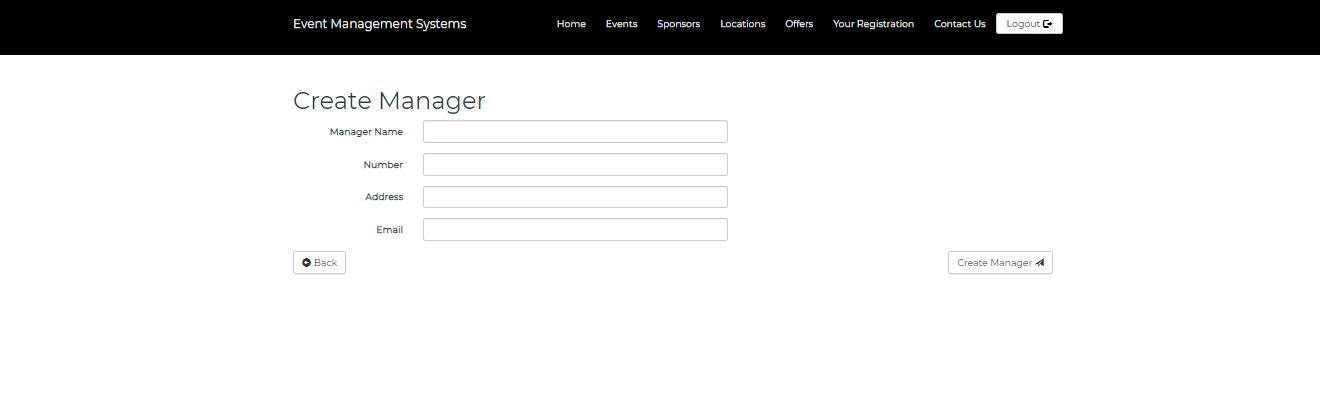 Event Management Systems Home Events Sponsors Locations Offers Your Registration Contact Us Logout
Create Manager
Manager Name
Number
Address
Email
Back Create Manager